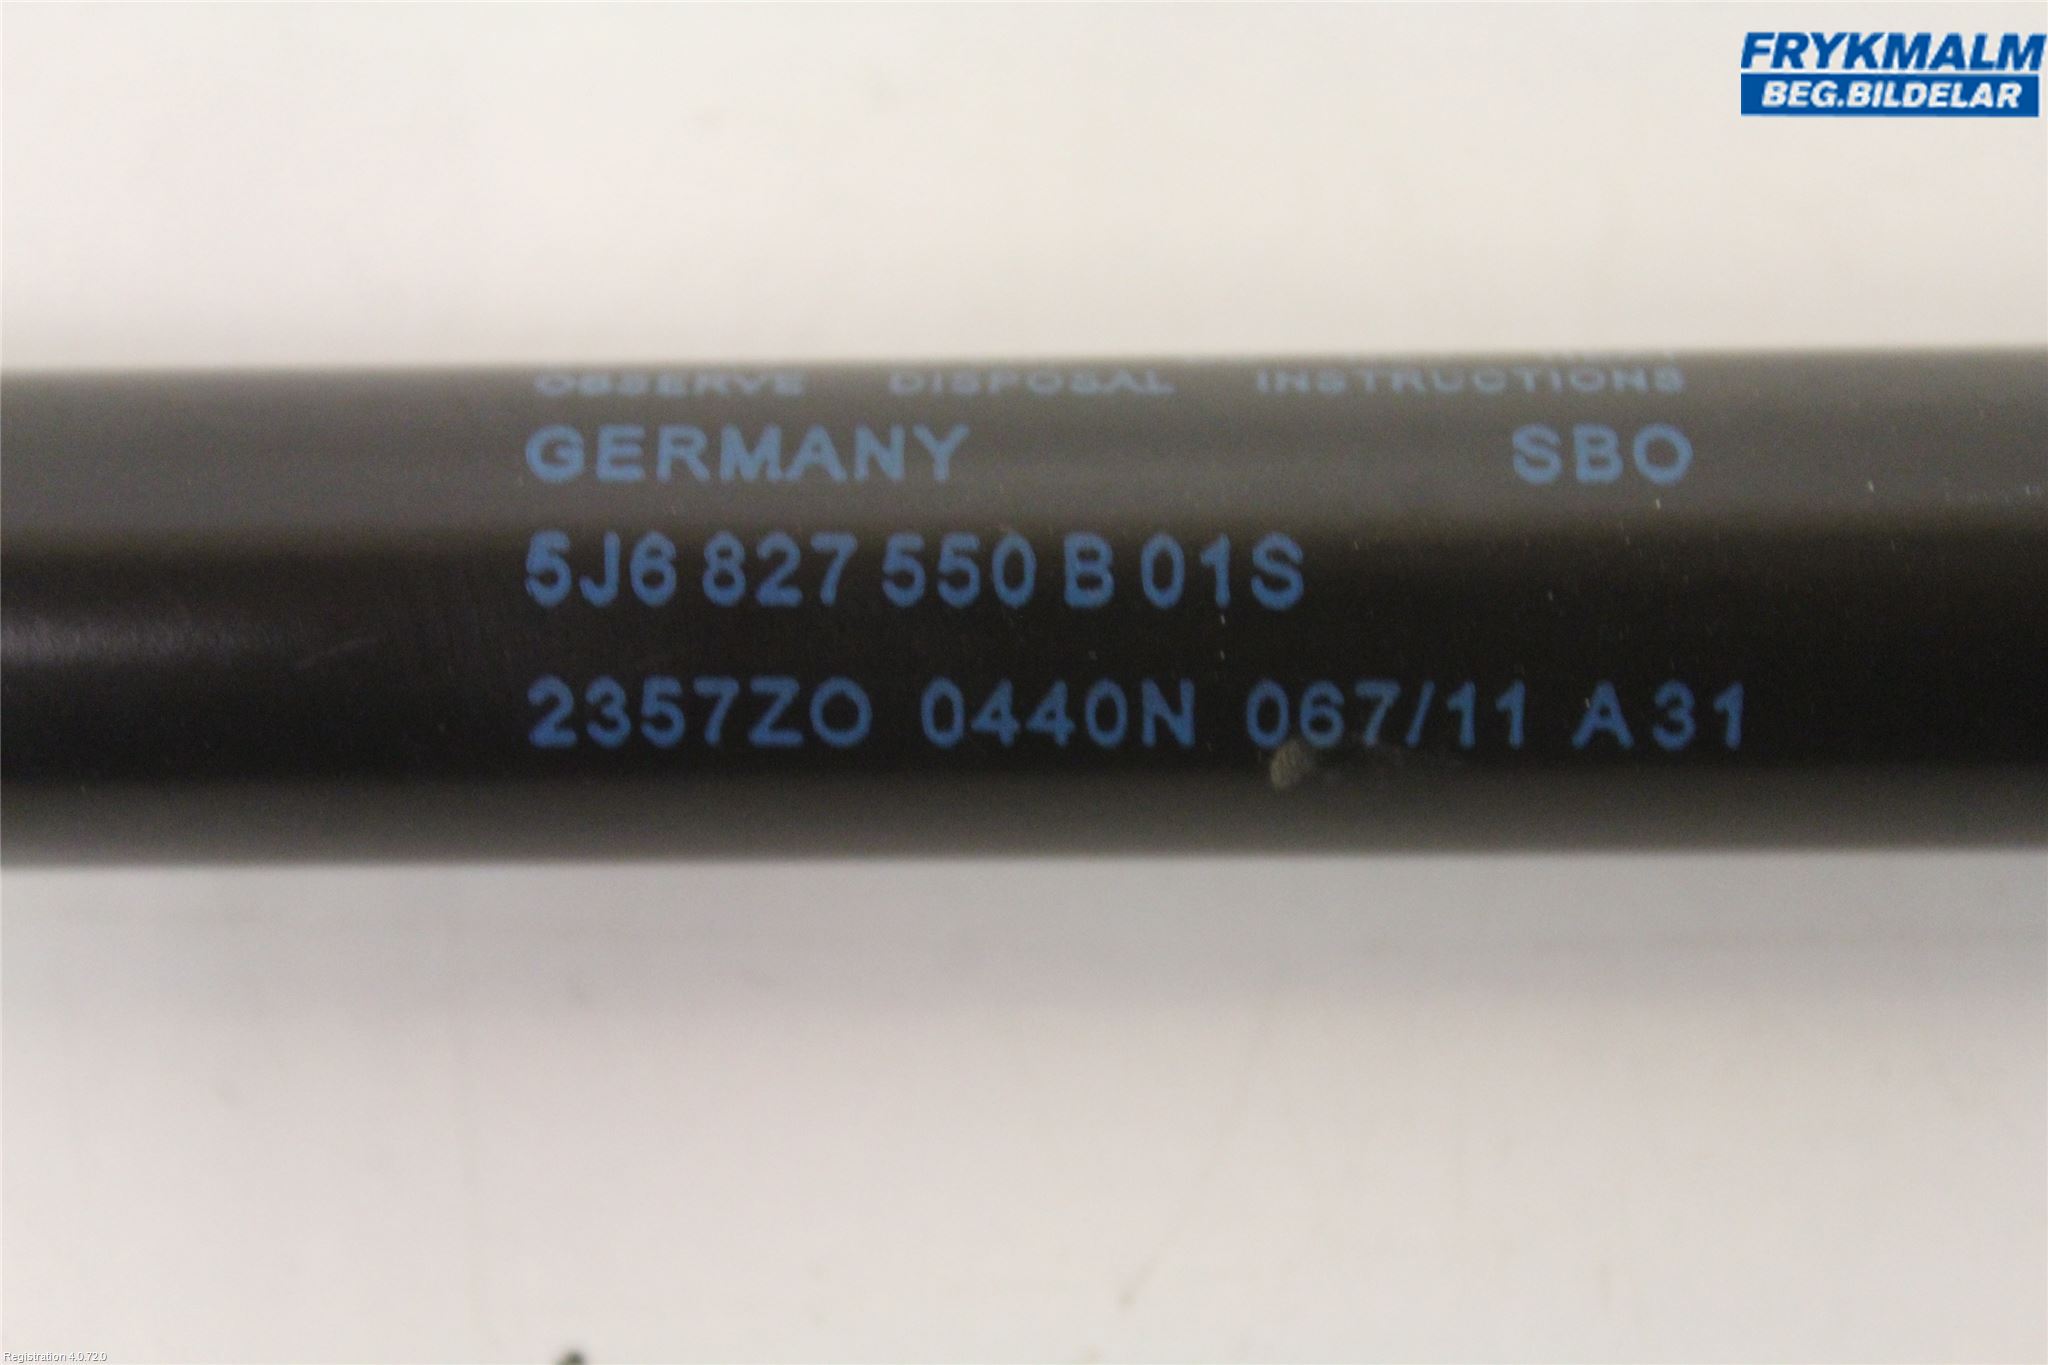 FRYKMALM
BEG.BILDELAR
OBSERVE DISPOSAL INSTRUCTIONS
GERMANY SBO
5J6 827 550 B 01S
2357ZO 0440N 067/11 A31
Registration 4.0.72.0